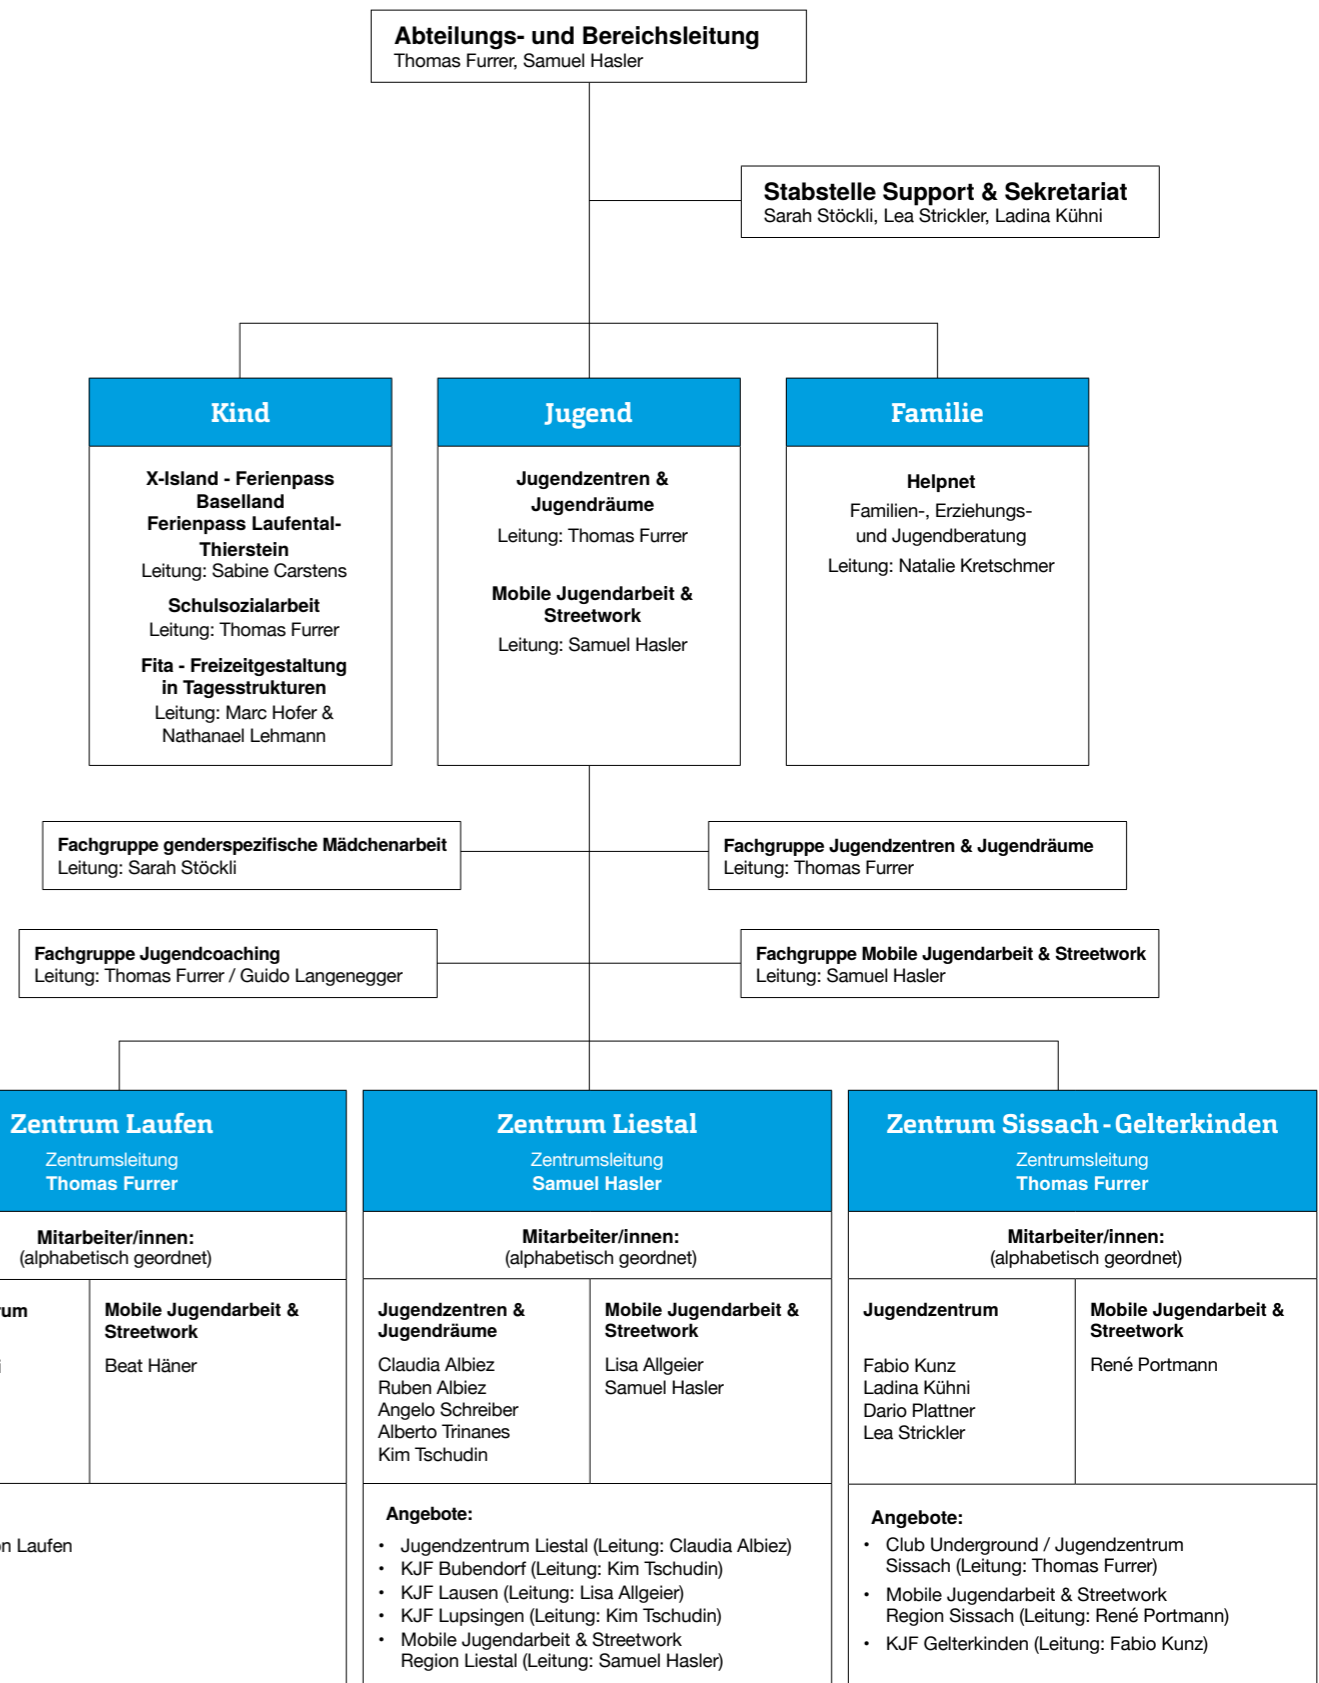 Abteilungs- und Bereichsleitung
Thomas Furrer, Samuel Hasler
Stabstelle Support & Sekretariat
Sarah Stöckli, Lea Strickler, Ladina Kühni
Kind
X-Island - Ferienpass
Baselland
Ferienpass Laufental-
Thierstein
Leitung: Sabine Carstens
Schulsozialarbeit
Leitung: Thomas Furrer
Fita - Freizeitgestaltung
in Tagesstrukturen
Leitung: Marc Hofer &
Nathanael Lehmann
Jugend
Jugendzentren &
Jugendräume
Leitung: Thomas Furrer
Mobile Jugendarbeit &
Streetwork
Leitung: Samuel Hasler
Familie
Helpnet
Familien-, Erziehungs-
und Jugendberatung
Leitung: Natalie Kretschmer
Fachgruppe genderspezifische Mädchenarbeit
Leitung: Sarah Stöckli
Fachgruppe Jugendzentren & Jugendräume
Leitung: Thomas Furrer
Fachgruppe Jugendcoaching
Leitung: Thomas Furrer / Guido Langenegger
Fachgruppe Mobile Jugendarbeit & Streetwork
Leitung: Samuel Hasler
Zentrum Laufen
Zentrumsleitung
Thomas Furrer
Mitarbeiter/innen:
(alphabetisch geordnet)
Mobile Jugendarbeit &
Streetwork
Beat Häner
Laufen
Zentrum Liestal
Zentrumsleitung
Samuel Hasler
Mitarbeiter/innen:
(alphabetisch geordnet)
Jugendzentren &
Jugendräume
Claudia Albiez
Ruben Albiez
Angelo Schreiber
Alberto Trinanes
Kim Tschudin
Mobile Jugendarbeit &
Streetwork
Lisa Allgeier
Samuel Hasler
Angebote:
• Jugendzentrum Liestal (Leitung: Claudia Albiez)
• KJF Bubendorf (Leitung: Kim Tschudin)
• KJF Lausen (Leitung: Lisa Allgeier)
• KJF Lupsingen (Leitung: Kim Tschudin)
• Mobile Jugendarbeit & Streetwork
Region Liestal (Leitung: Samuel Hasler)
Zentrum Sissach-Gelterkinden
Zentrumsleitung
Thomas Furrer
Mitarbeiter/innen:
(alphabetisch geordnet)
Jugendzentrum
Fabio Kunz
Ladina Kühni
Dario Plattner
Lea Strickler
Mobile Jugendarbeit &
Streetwork
René Portmann
Angebote:
• Club Underground / Jugendzentrum
Sissach (Leitung: Thomas Furrer)
• Mobile Jugendarbeit & Streetwork
Region Sissach (Leitung: René Portmann)
• KJF Gelterkinden (Leitung: Fabio Kunz)